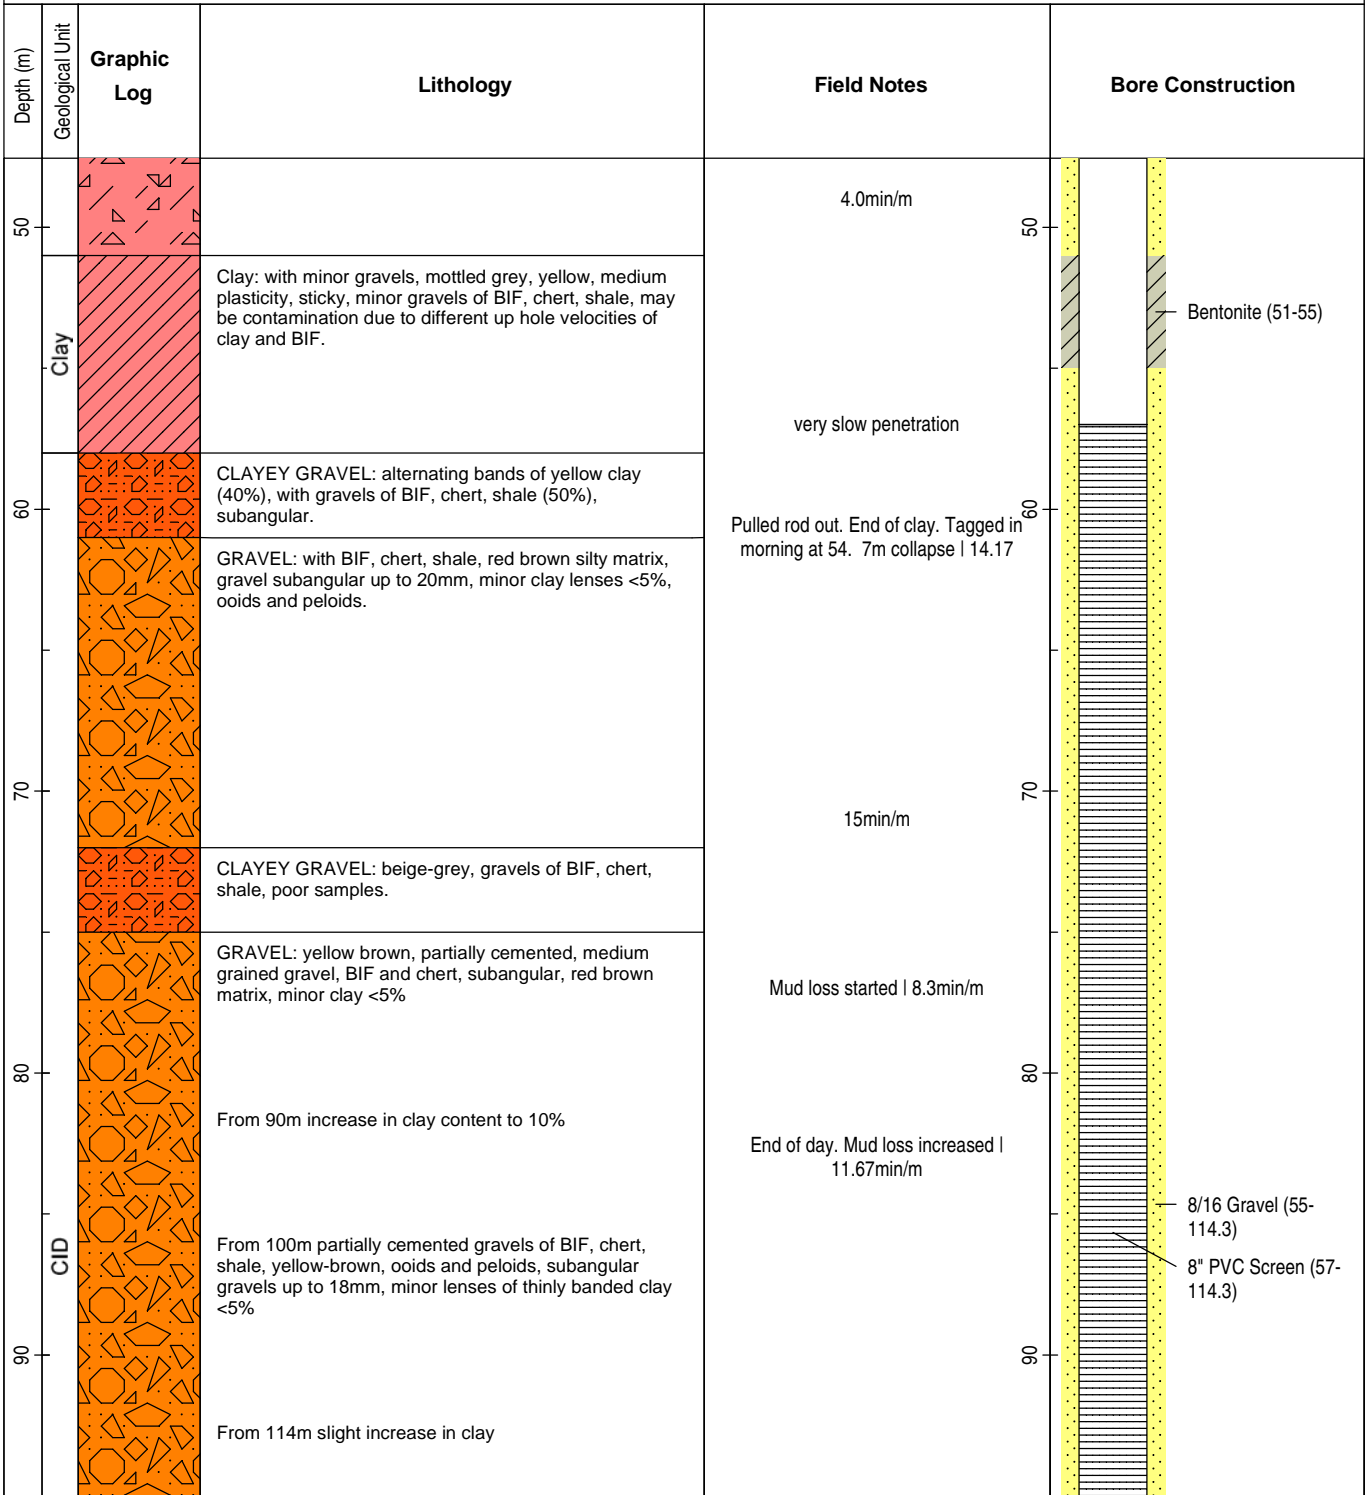 Depth (m)
Geological Unit
Graphic
Log
Lithology
Field Notes
Bore Construction
4.0min/m
50
50
Clay: with minor gravels, mottled grey, yellow, medium
plasticity, sticky, minor gravels of BIF, chert, shale, may
be contamination due to different up hole velocities of
clay and BIF.
Bentonite (51-55)
Clay
very slow penetration
CLAYEY GRAVEL: alternating bands of yellow clay
(40%), with gravels of BIF, chert, shale (50%),
subangular.
60
60
Pulled rod out. End of clay. Tagged in
morning at 54. 7m collapse | 14.17
GRAVEL: with BIF, chert, shale, red brown silty matrix,
gravel subangular up to 20mm, minor clay lenses <5%,
ooids and peloids.
70
70
15min/m
CLAYEY GRAVEL: beige-grey, gravels of BIF, chert,
shale, poor samples.
GRAVEL: yellow brown, partially cemented, medium
grained gravel, BIF and chert, subangular, red brown
matrix, minor clay <5%
Mud loss started | 8.3min/m
80
80
From 90m increase in clay content to 10%
End of day. Mud loss increased |
11.67min/m
8/16 Gravel (55-
114.3)
CID
From 100m partially cemented gravels of BIF, chert,
shale, yellow-brown, ooids and peloids, subangular
gravels up to 18mm, minor lenses of thinly banded clay
<5%
8" PVC Screen (57-
114.3)
90
90
From 114m slight increase in clay